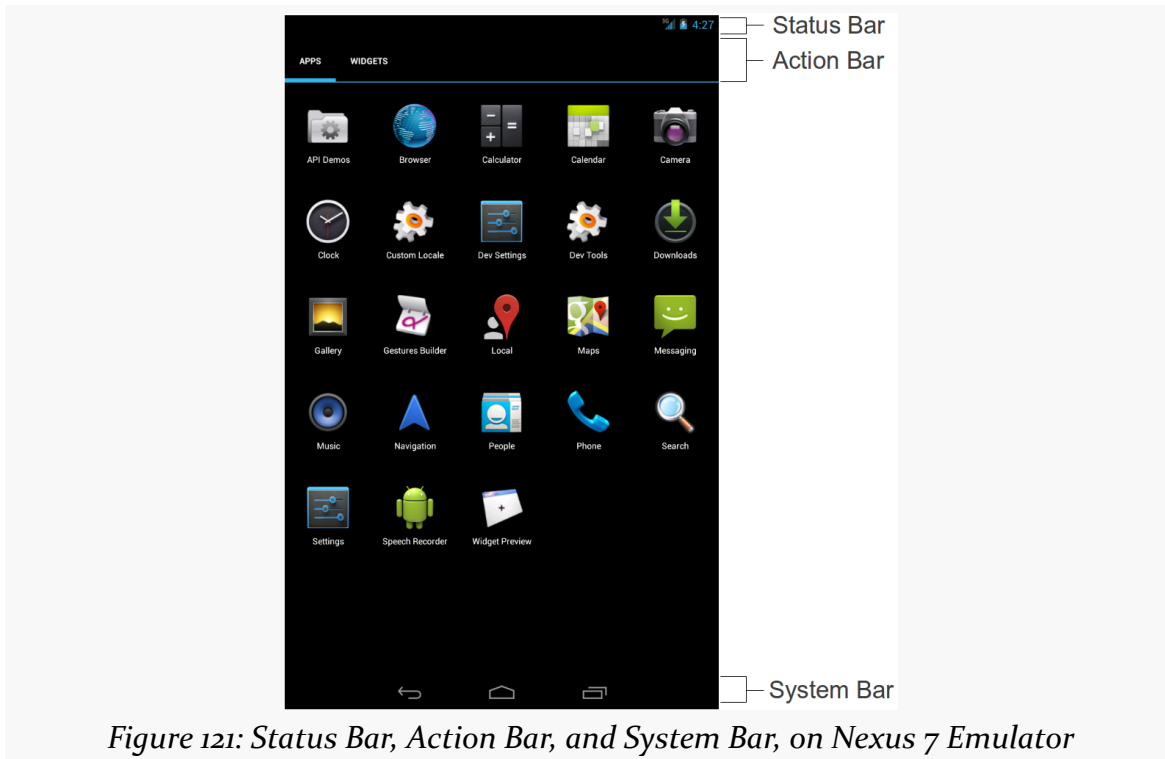 3G 4:27
Status Bar
Action Bar
APPS WIDGETS
API Demos Browser Calculator Calendar Camera
Clock Custom Locale Dev Settings Dev Tools Downloads
Gallery Gestures Builder Local Maps Messaging
Music Navigation People Phone Search
Settings Speech Recorder Widget Preview
System Bar
Figure 121: Status Bar, Action Bar, and System Bar, on Nexus 7 Emulator